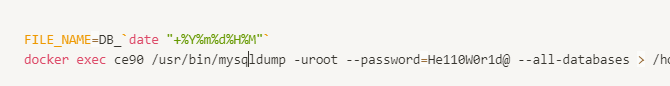 FILE_NAME=DB_`date "+%Y%m%d%H%M"`
docker exec ce90 /usr/bin/mysqldump -uroot --password=He110W0r1d@ --all-databases > /ho